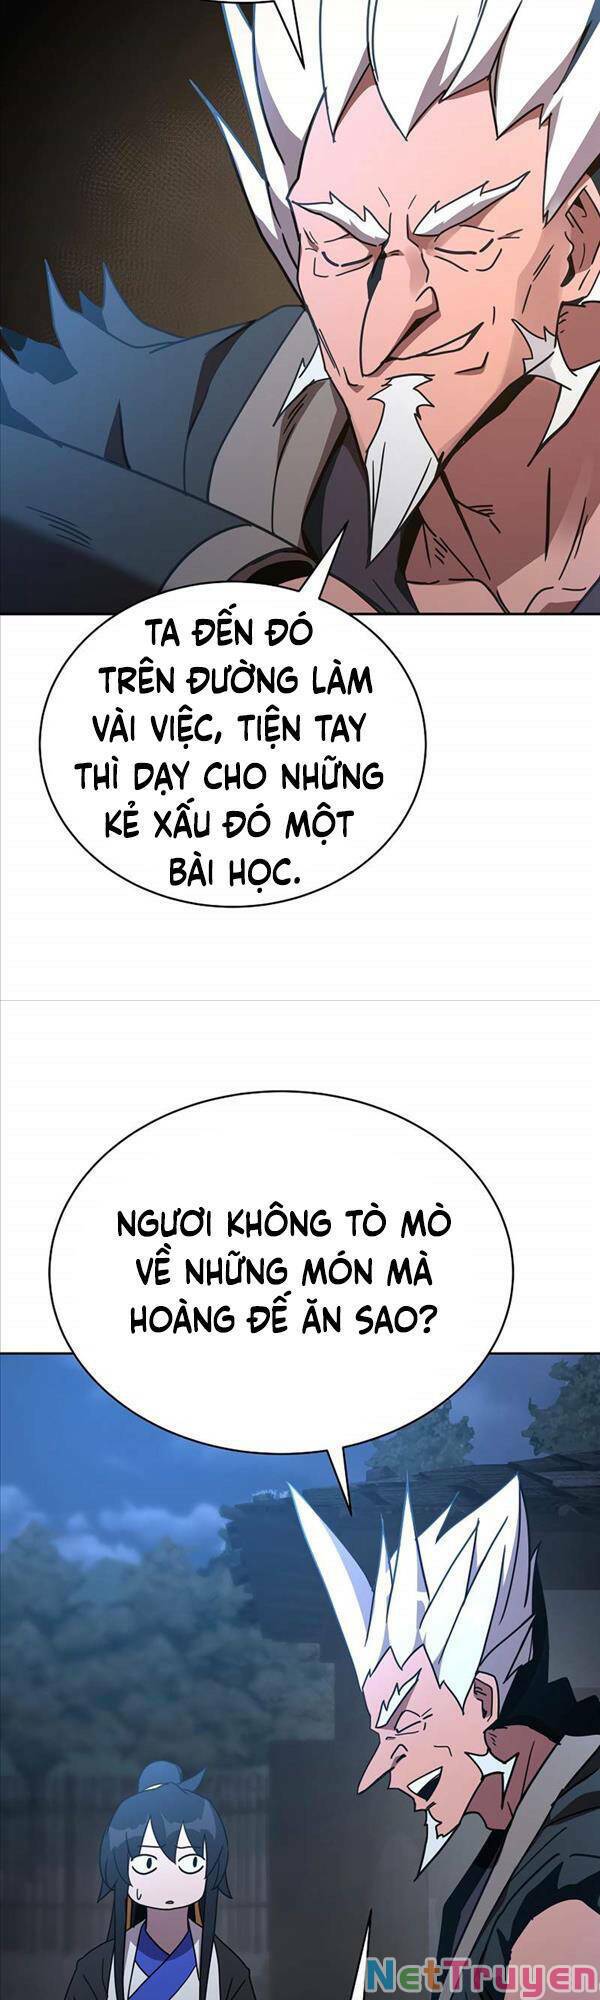 TA ĐẾN ĐÓ
TRÊN ĐƯỜNG LÀM
VÀI VIỆC, TIỆN TAY
THÌ DẠY CHO NHỮNG
KẺ XẤU ĐÓ MỘT
BÀI HỌC.
NGƯƠI KHÔNG TÒ MÒ
VỀ NHỮNG MÓN MÀ
HOÀNG ĐẾ ĂN SAO?
NetTruyen